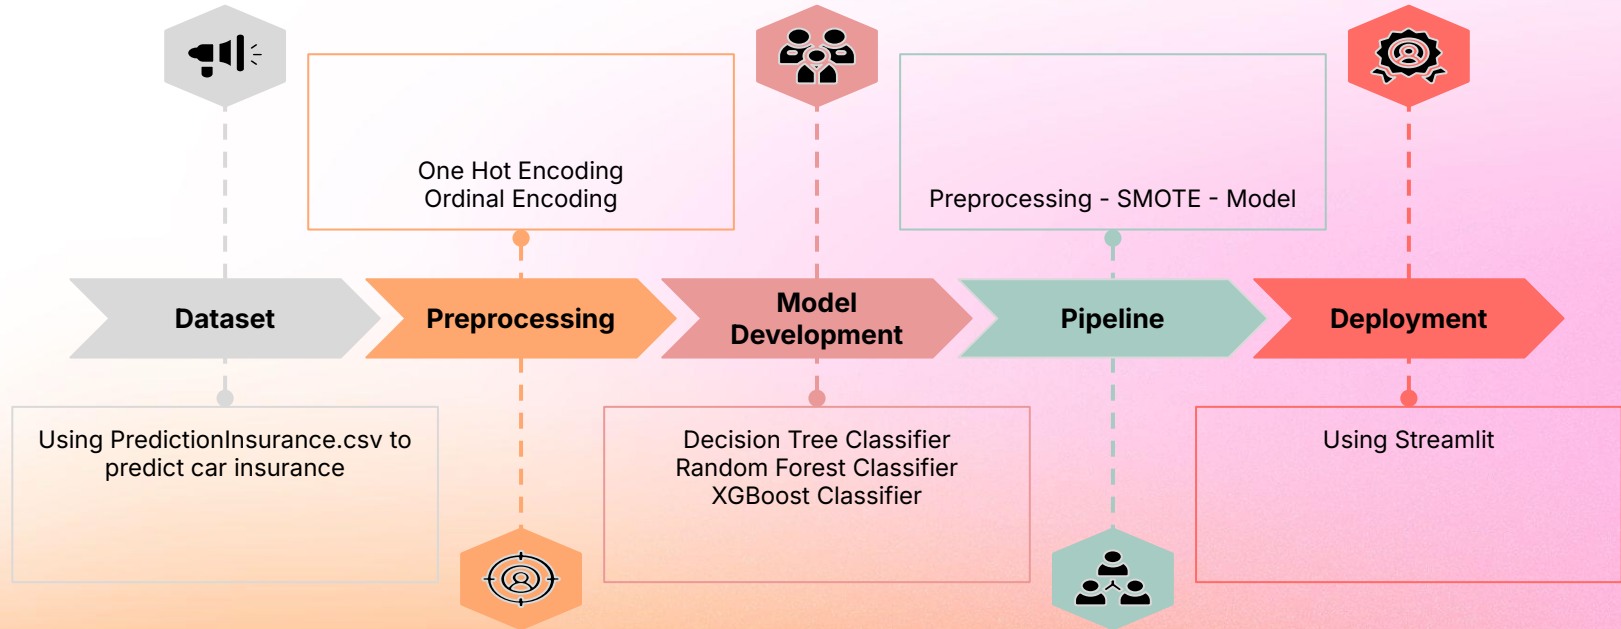 One Hot Encoding
Ordinal Encoding
Preprocessing - SMOTE - Model
Dataset
Preprocessing
Model
Development
Pipeline
Deployment
Using PredictionInsurance.csv to
predict car insurance
Decision Tree Classifier
Random Forest Classifier
XGBoost Classifier
Using Streamlit